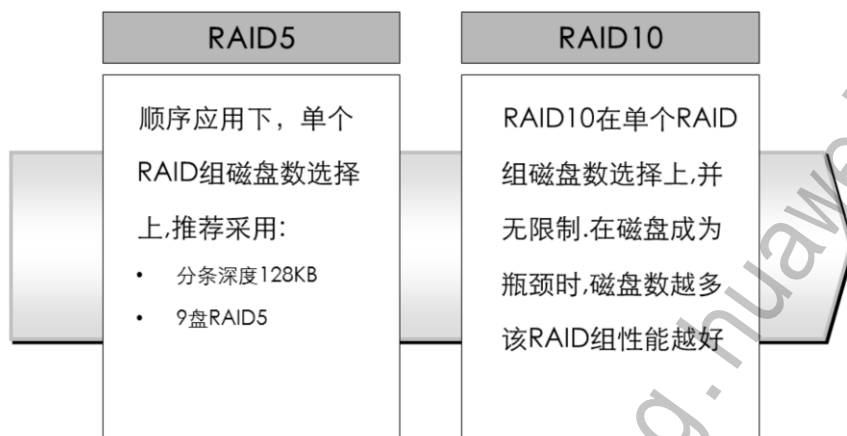 RAID5
顺序应用下，单个
RAID组磁盘数选择
上,推荐采用:
• 分条深度128KB
• 9盘RAID5
RAID10
RAID10在单个RAID
组磁盘数选择上,并
无限制.在磁盘成为
瓶颈时,磁盘数越多
该RAID组性能越好
g.huawe